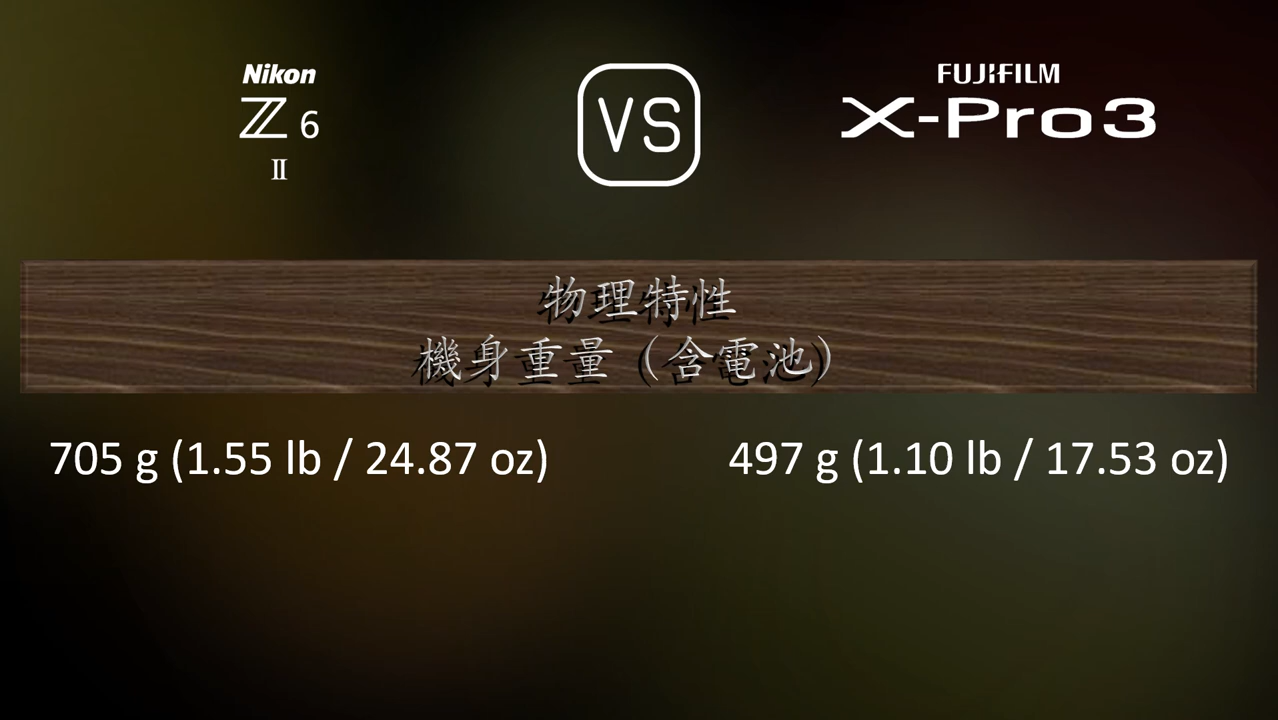 Nikon
Z 6
II
VS
FUJIFILM
X-Pro3
物理特性
機身重量（含電池）
705 g (1.55 lb / 24.87 oz)
497 g (1.10 lb / 17.53 oz)